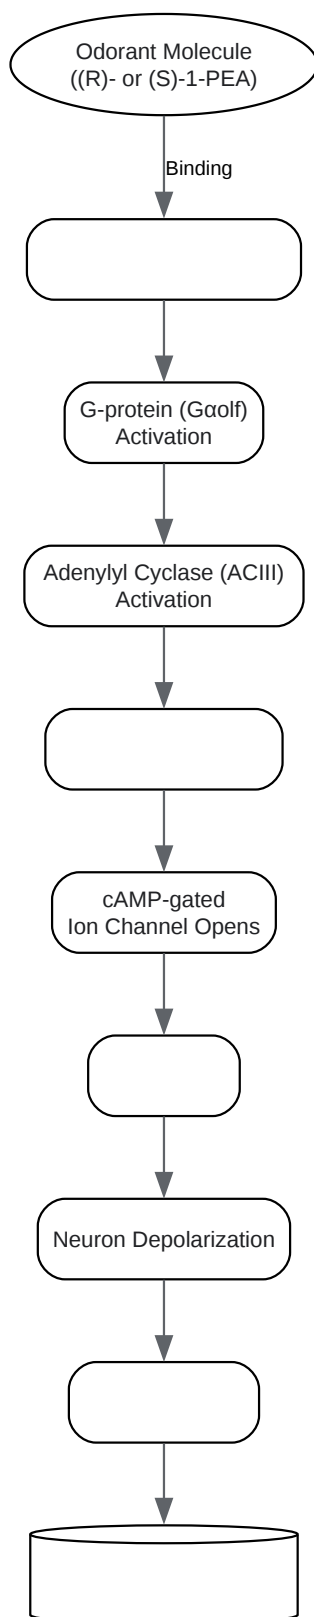 Odorant Molecule
((R)- or (S)-1-PEA)
Binding
G-protein (Gαolf)
Activation
Adenylyl Cyclase (ACIII)
Activation
cAMP-gated
Ion Channel Opens
Neuron Depolarization